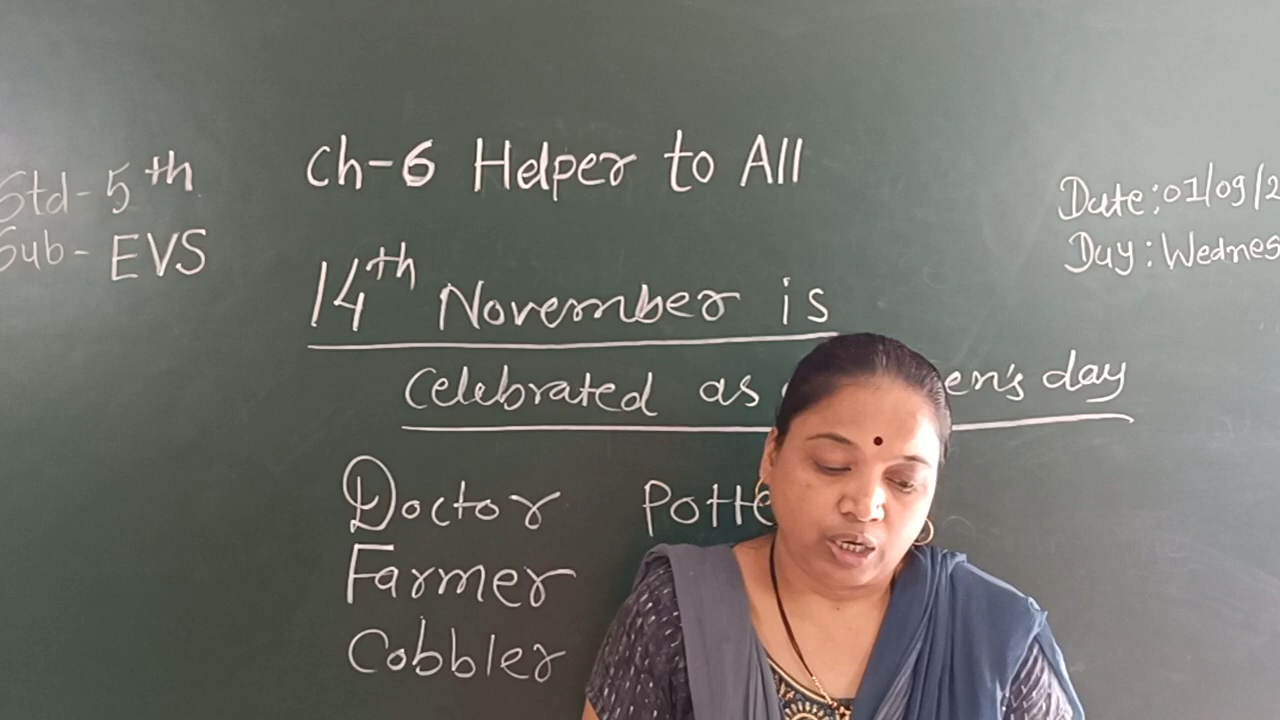 Std- 5th
Sub- EVS
Ch-6 Helper to All
Date:01/09/2
Day: Wednes
14th November is
Celebrated as en's day
Doctor Potte
Farmer
Cobbler